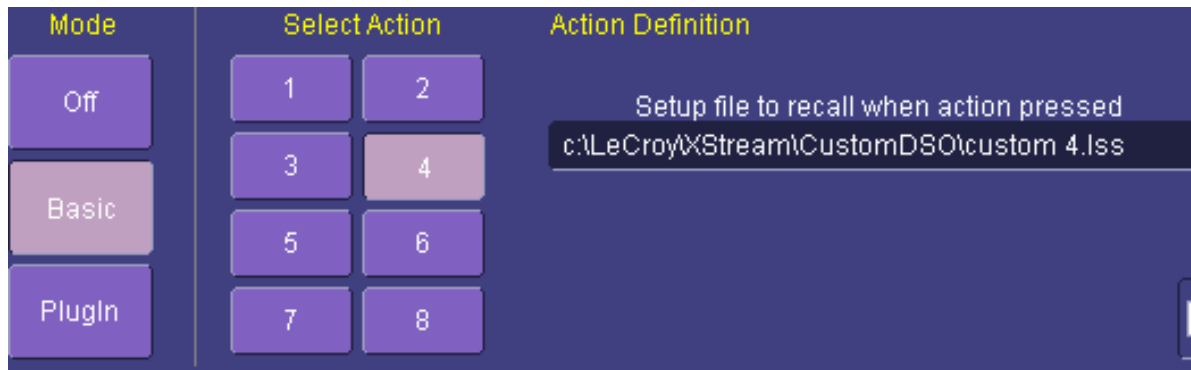 Mode
Off
Basic
PlugIn
Select Action
1 2
3 4
5 6
7 8
Action Definition
Setup file to recall when action pressed
c:\LeCroy\XStream\CustomDSO\custom 4.lss